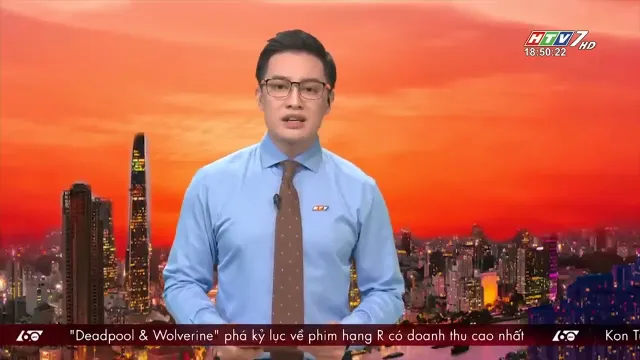 HTV7 HD
18:50:22
HTV
60 "Deadpool & Wolverine" phá kỷ lục về phim hạng R có doanh thu cao nhất 60 Kon T